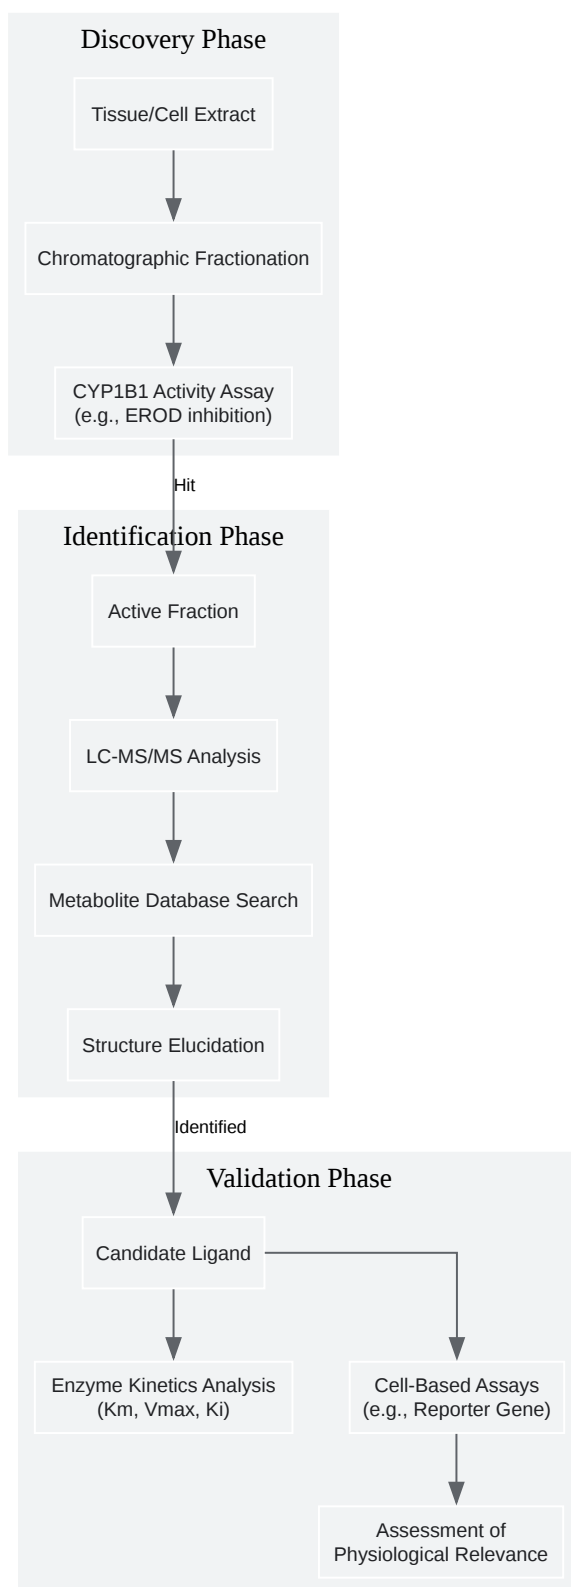 Discovery Phase
Tissue/Cell Extract
Chromatographic Fractionation
CYP1B1 Activity Assay
(e.g., EROD inhibition)
Hit
Identification Phase
Active Fraction
LC-MS/MS Analysis
Metabolite Database Search
Structure Elucidation
Identified
Validation Phase
Candidate Ligand
Enzyme Kinetics Analysis
(Km, Vmax, Ki)
Cell-Based Assays
(e.g., Reporter Gene)
Assessment of
Physiological Relevance